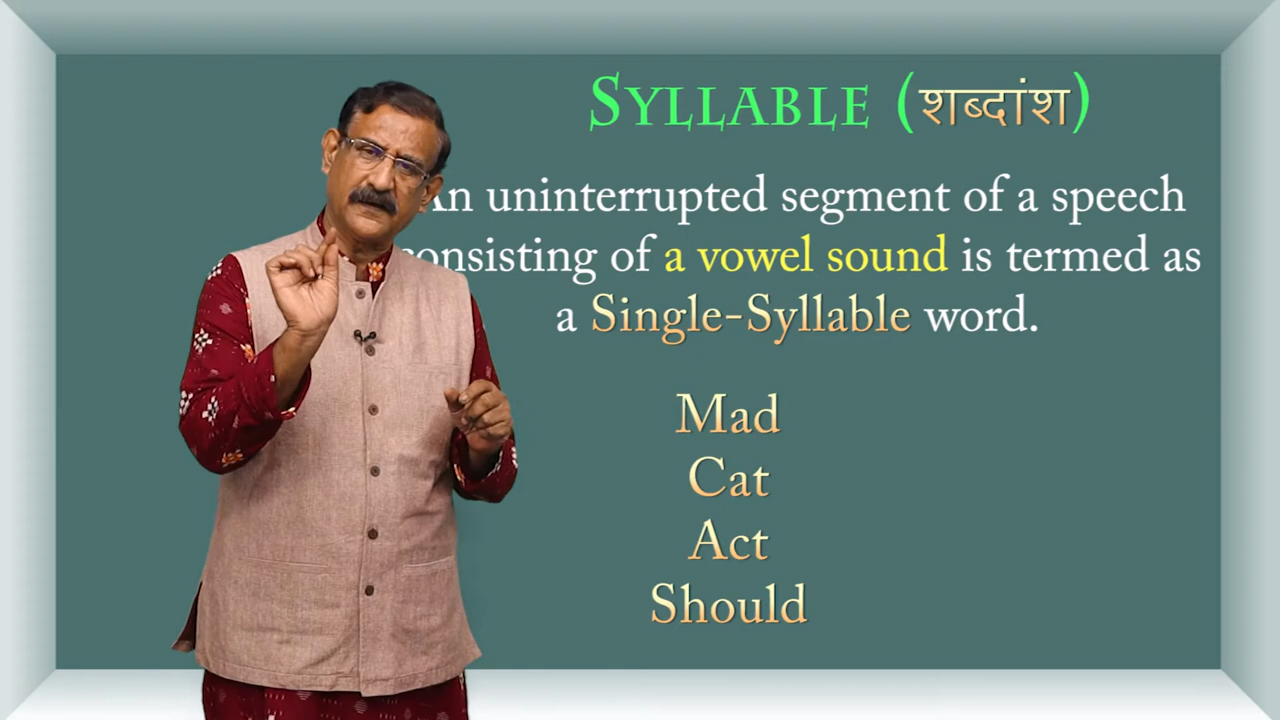 SYLLABLE (शब्दांश)
An uninterrupted segment of a speech
consisting of a vowel sound is termed as
a Single-Syllable word.
Mad
Cat
Act
Should